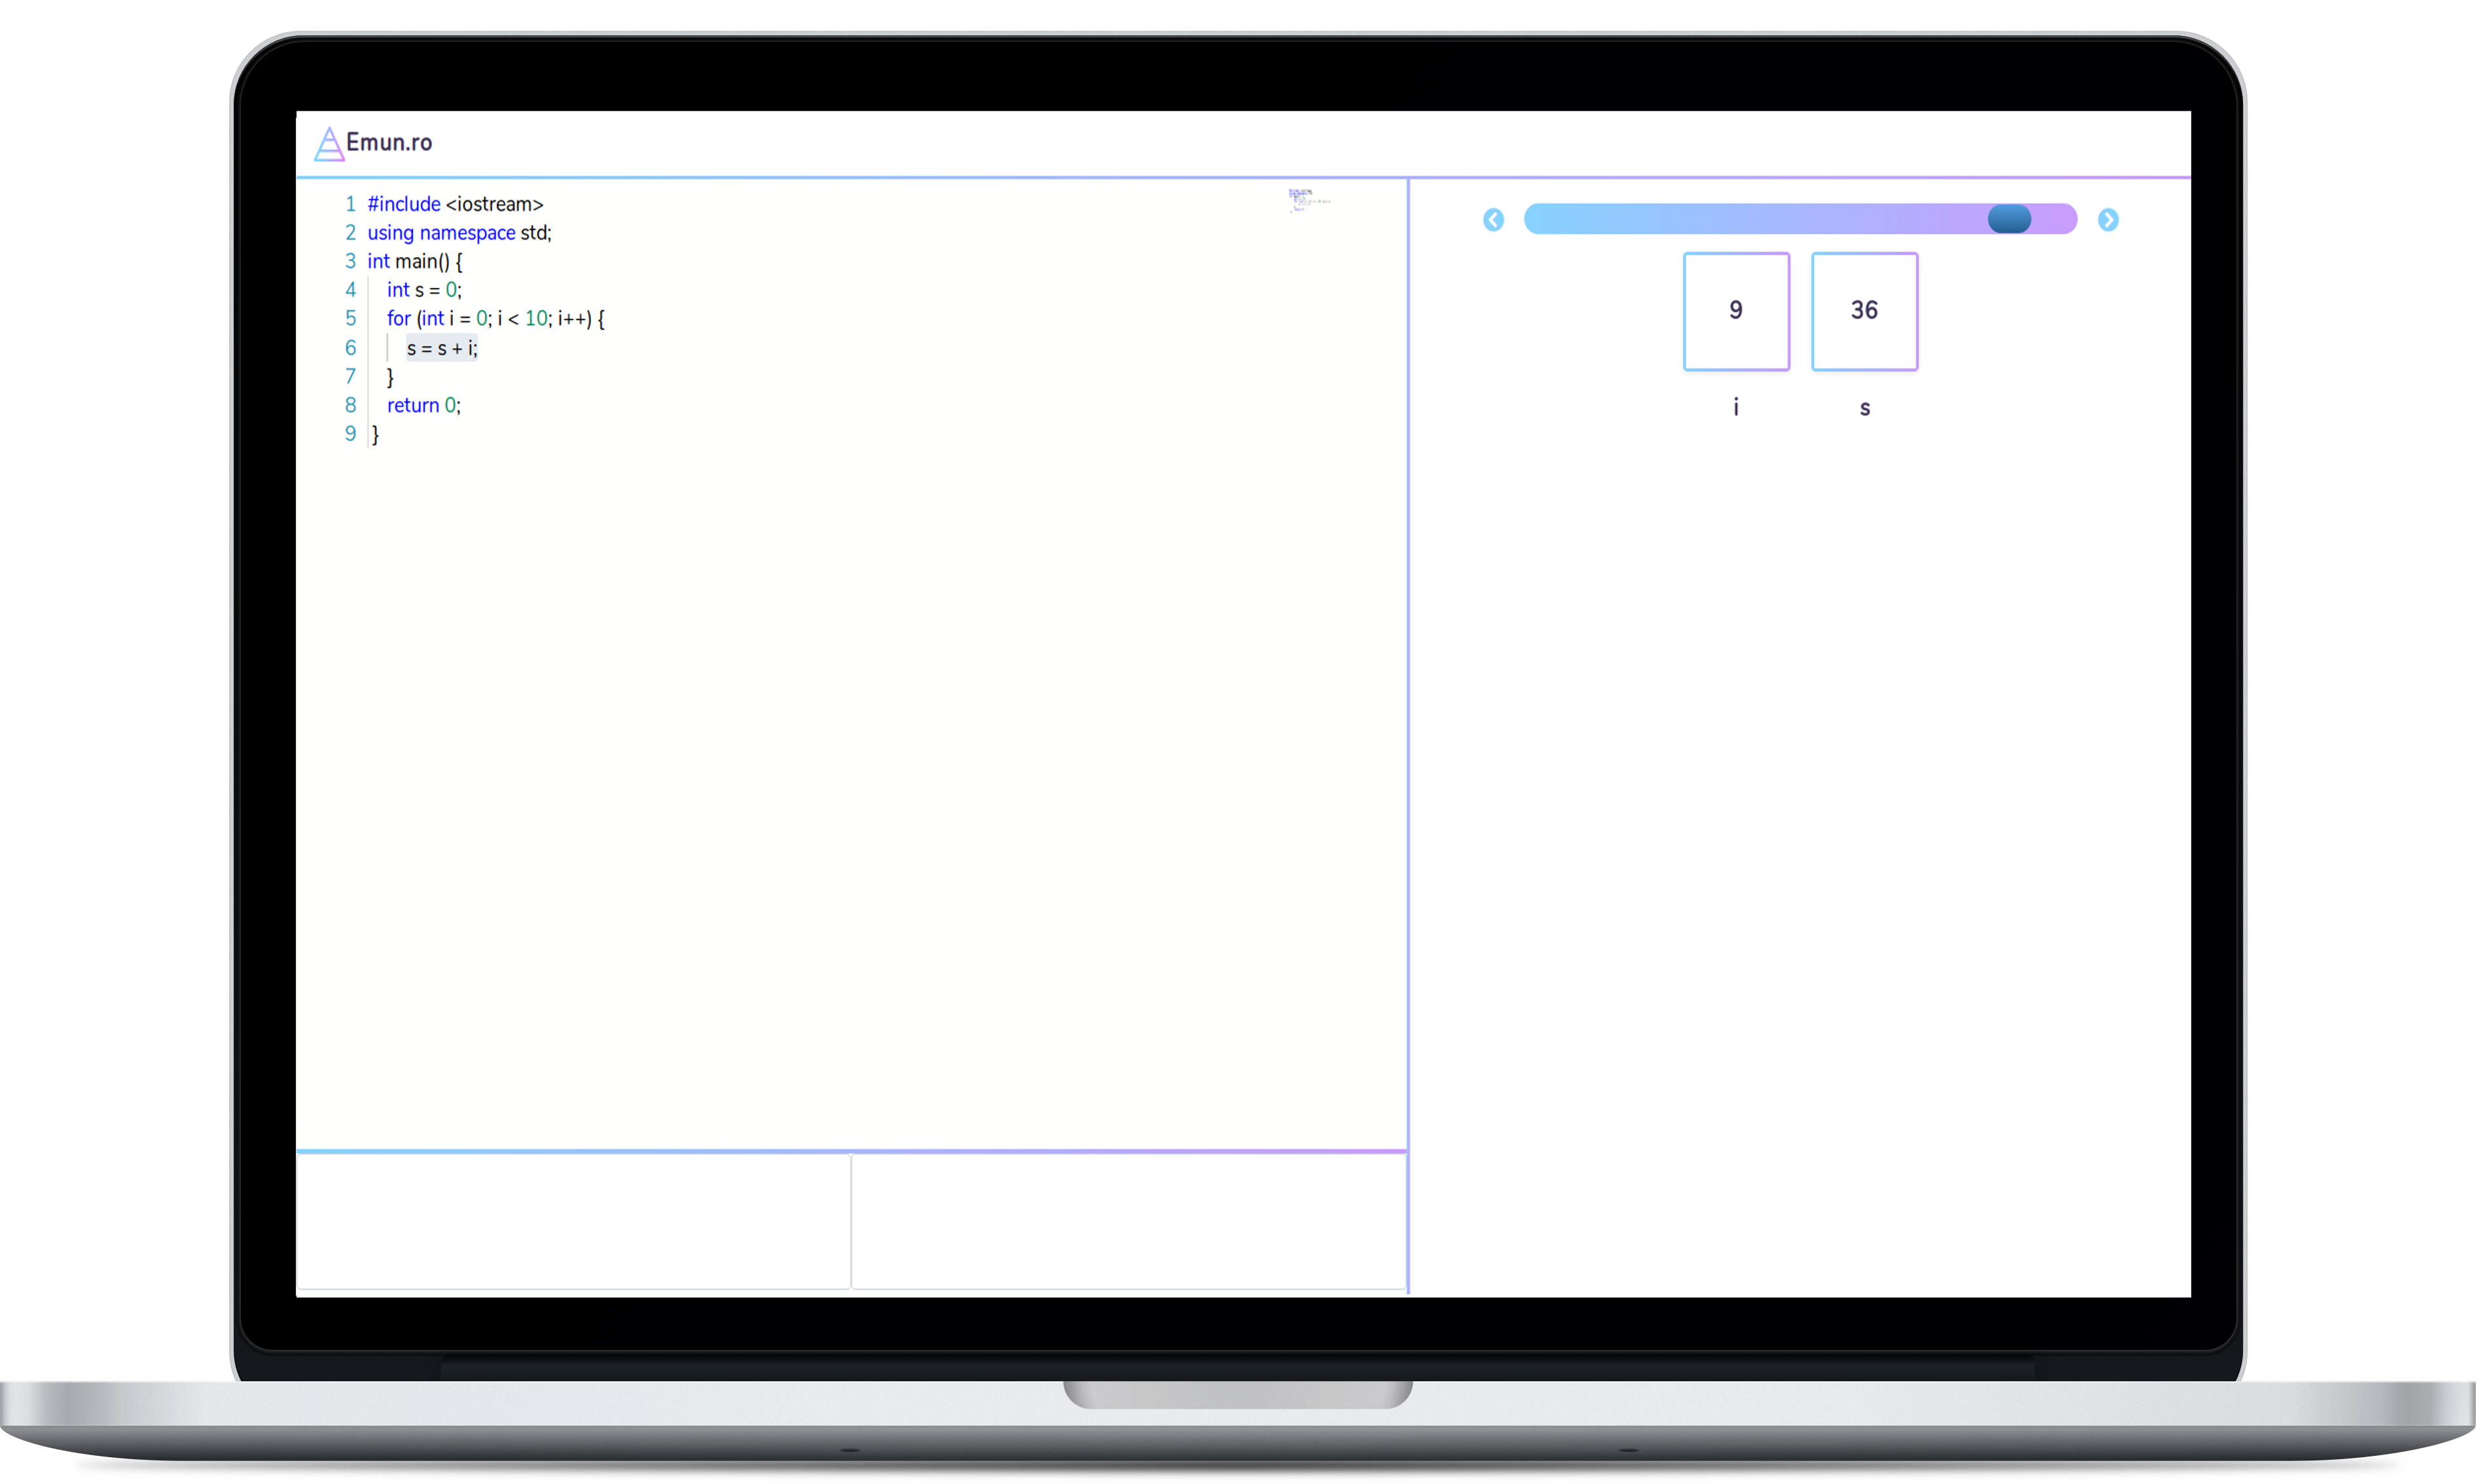 Emun.ro
1 #include <iostream>
2 using namespace std;
3 int main() {
4 int s = 0;
5 for (int i = 0; i < 10; i++) {
6 s = s + i;
7 }
8 return 0;
9 }
9 36
i s